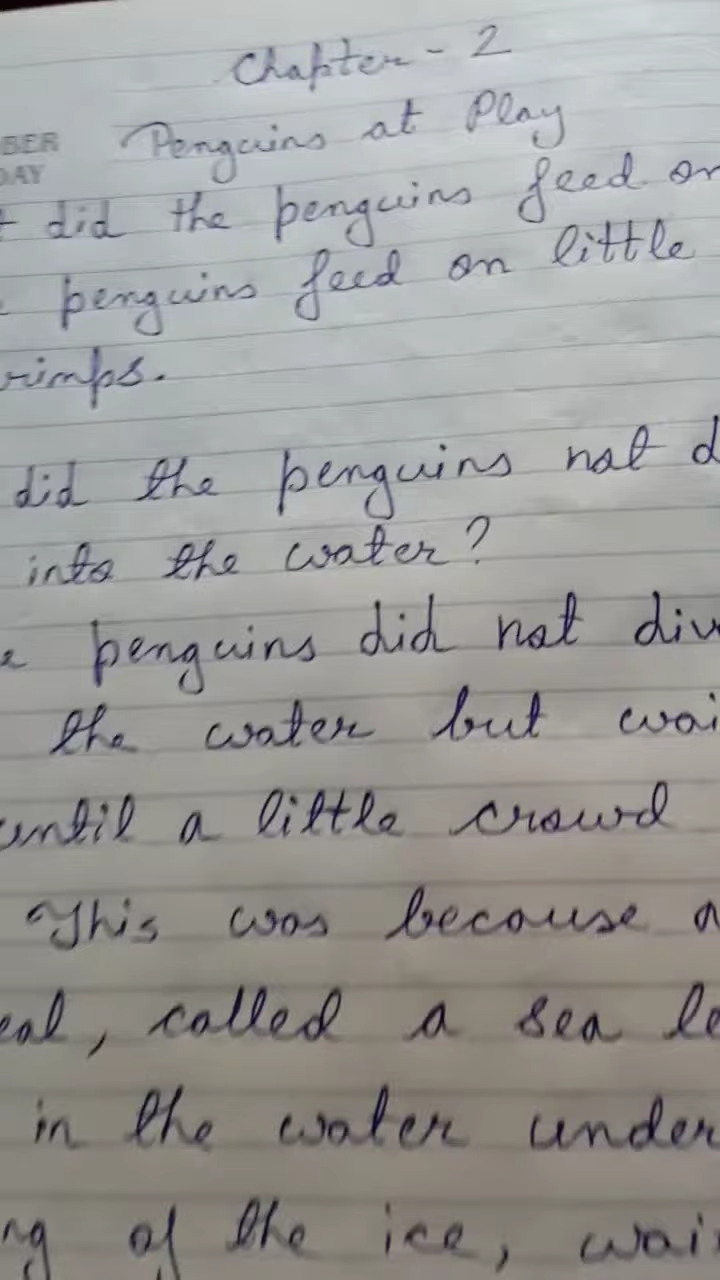 Chapter - 2
BER
DAY
Penguins at Play
did the penguins feed on
penguins feed on little
rimps.
did the penguins not d
into the water?
penguins did not div
the water but wai
until a little crowd
This was because a
eal, called a sea le
in the water under
ng of the ice, wai